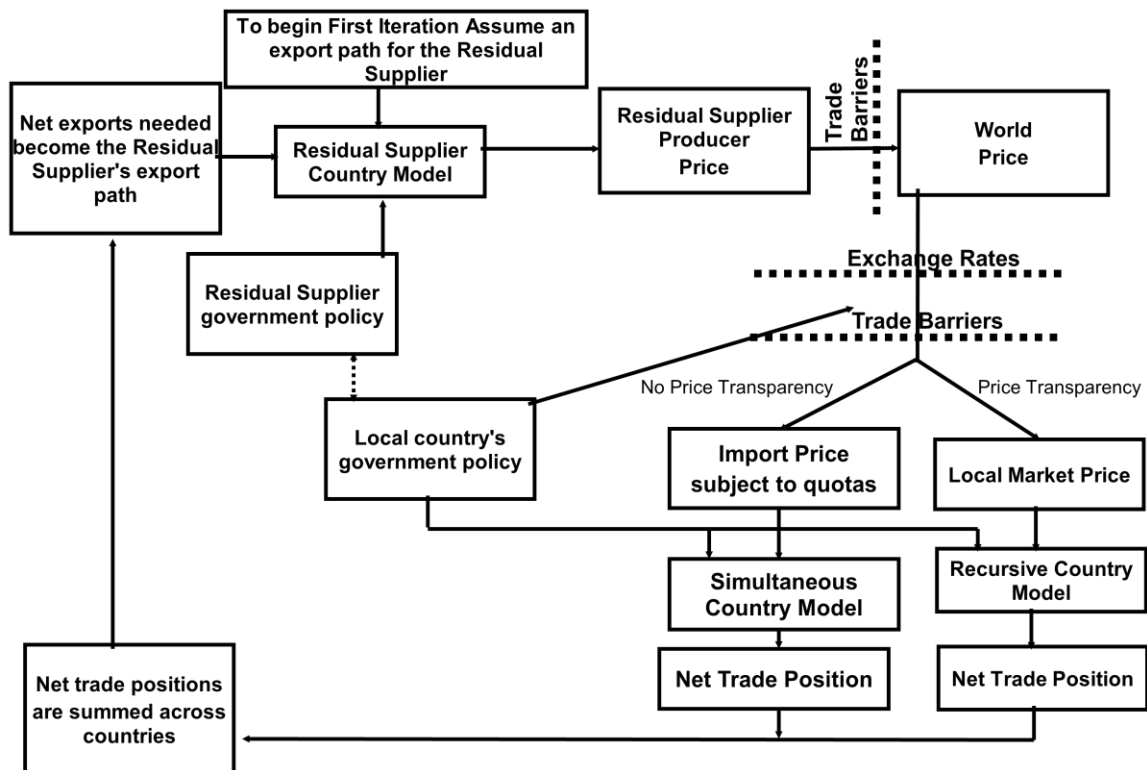 To begin First Iteration Assume an
export path for the Residual
Supplier
Net exports needed
become the Residual
Supplier's export
path
Residual Supplier
Country Model
Residual Supplier
Producer
Price
Trade
Barriers
World
Price
Residual Supplier
government policy
Exchange Rates
Trade Barriers
No Price Transparency
Price Transparency
Local country's
government policy
Import Price
subject to quotas
Local Market Price
Simultaneous
Country Model
Recursive Country
Model
Net Trade Position
Net Trade Position
Net trade positions
are summed across
countries